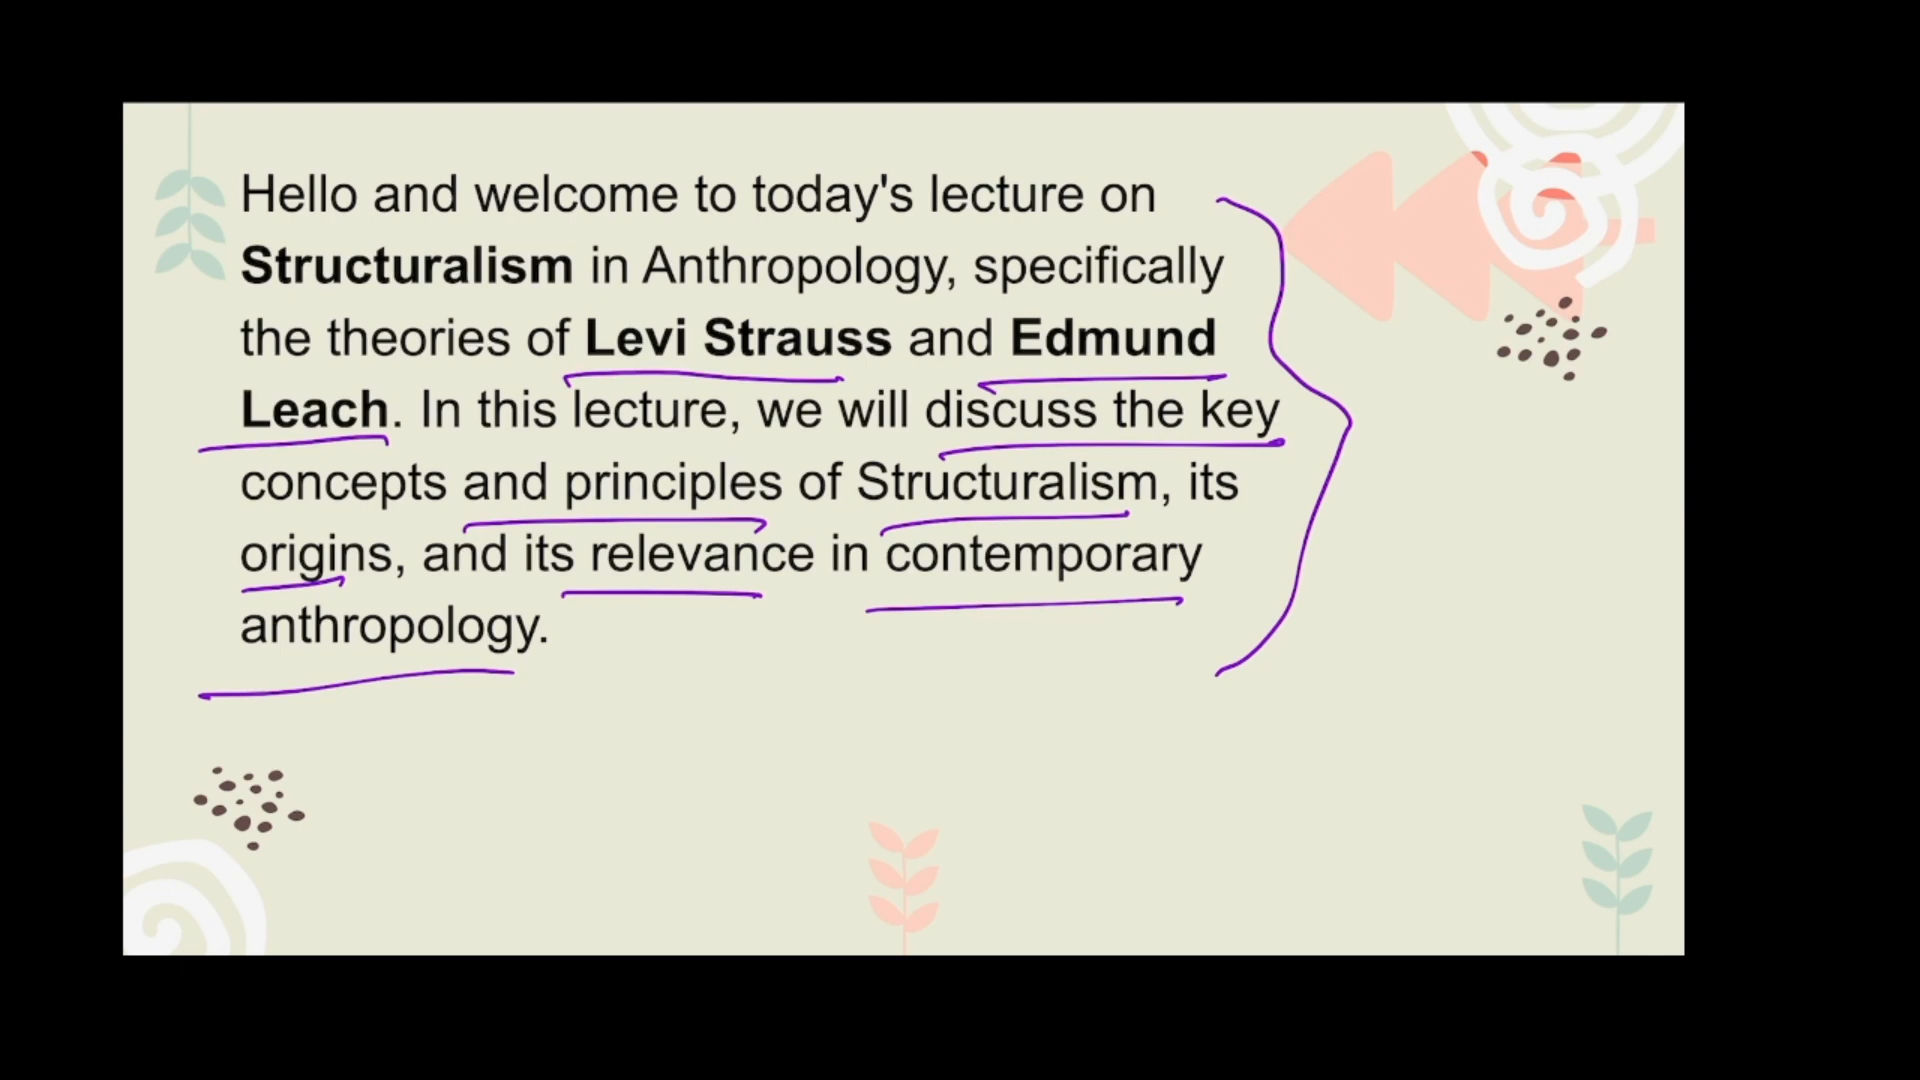 Hello and welcome to today's lecture on
Structuralism in Anthropology, specifically
the theories of Levi Strauss and Edmund
Leach. In this lecture, we will discuss the key
concepts and principles of Structuralism, its
origins, and its relevance in contemporary
anthropology.